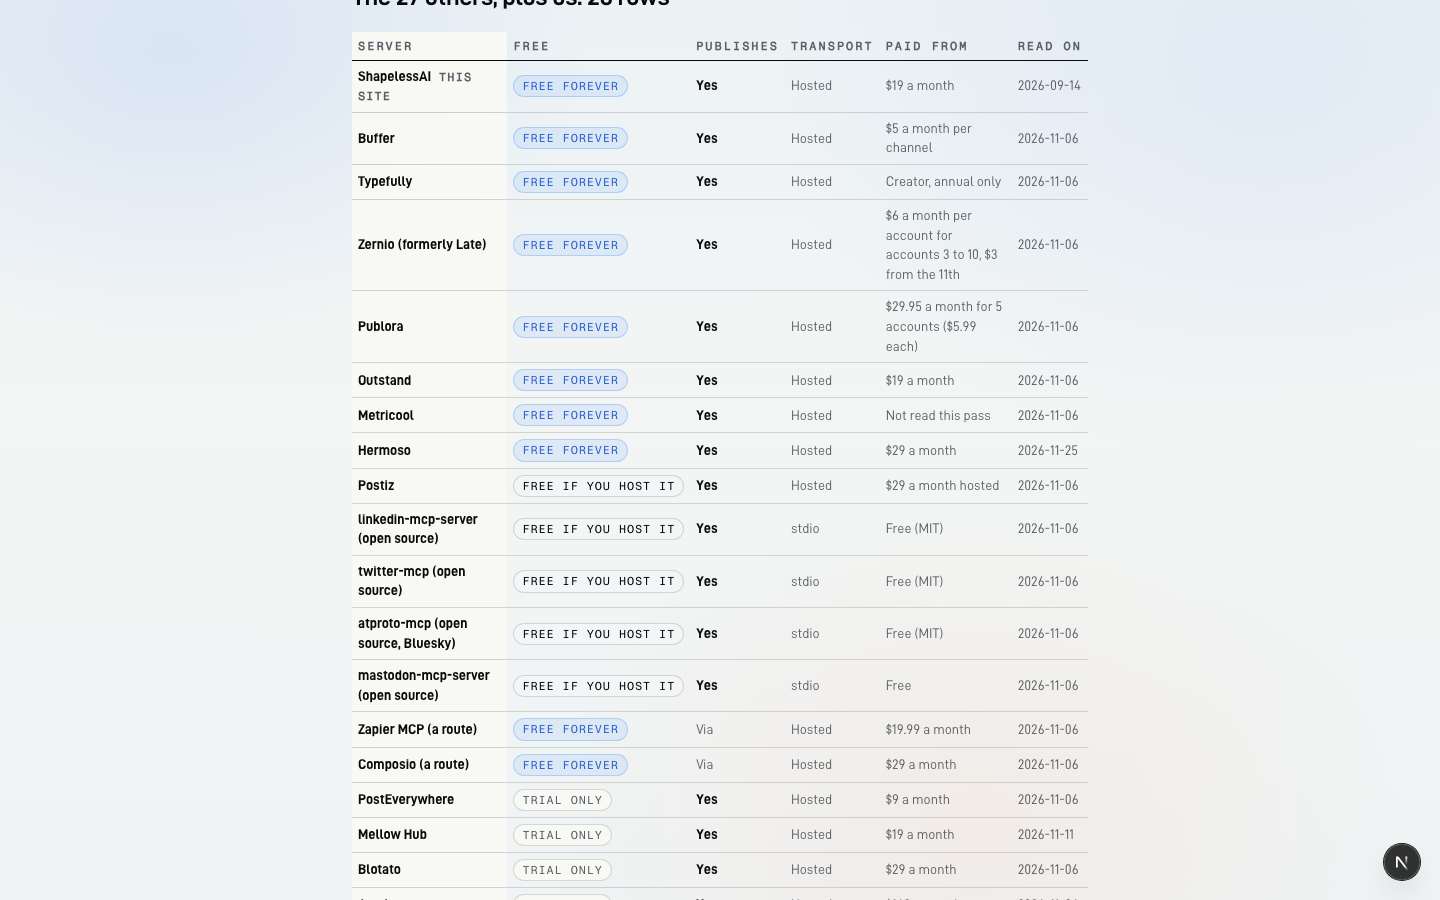 The 27 others, plus us: 28 rows
SERVER FREE PUBLISHES TRANSPORT PAID FROM READ ON
ShapelessAI THIS SITE FREE FOREVER Yes Hosted $19 a month 2026-09-14
Buffer FREE FOREVER Yes Hosted $5 a month per channel 2026-11-06
Typefully FREE FOREVER Yes Hosted Creator, annual only 2026-11-06
Zernio (formerly Late) FREE FOREVER Yes Hosted $6 a month per account for accounts 3 to 10, $3 from the 11th 2026-11-06
Publora FREE FOREVER Yes Hosted $29.95 a month for 5 accounts ($5.99 each) 2026-11-06
Outstand FREE FOREVER Yes Hosted $19 a month 2026-11-06
Metricool FREE FOREVER Yes Hosted Not read this pass 2026-11-06
Hermoso FREE FOREVER Yes Hosted $29 a month 2026-11-25
Postiz FREE IF YOU HOST IT Yes Hosted $29 a month hosted 2026-11-06
linkedin-mcp-server (open source) FREE IF YOU HOST IT Yes stdio Free (MIT) 2026-11-06
twitter-mcp (open source) FREE IF YOU HOST IT Yes stdio Free (MIT) 2026-11-06
atproto-mcp (open source, Bluesky) FREE IF YOU HOST IT Yes stdio Free (MIT) 2026-11-06
mastodon-mcp-server (open source) FREE IF YOU HOST IT Yes stdio Free 2026-11-06
Zapier MCP (a route) FREE FOREVER Via Hosted $19.99 a month 2026-11-06
Composio (a route) FREE FOREVER Via Hosted $29 a month 2026-11-06
PostEverywhere TRIAL ONLY Yes Hosted $9 a month 2026-11-06
Mellow Hub TRIAL ONLY Yes Hosted $19 a month 2026-11-11
Blotato TRIAL ONLY Yes Hosted $29 a month 2026-11-06